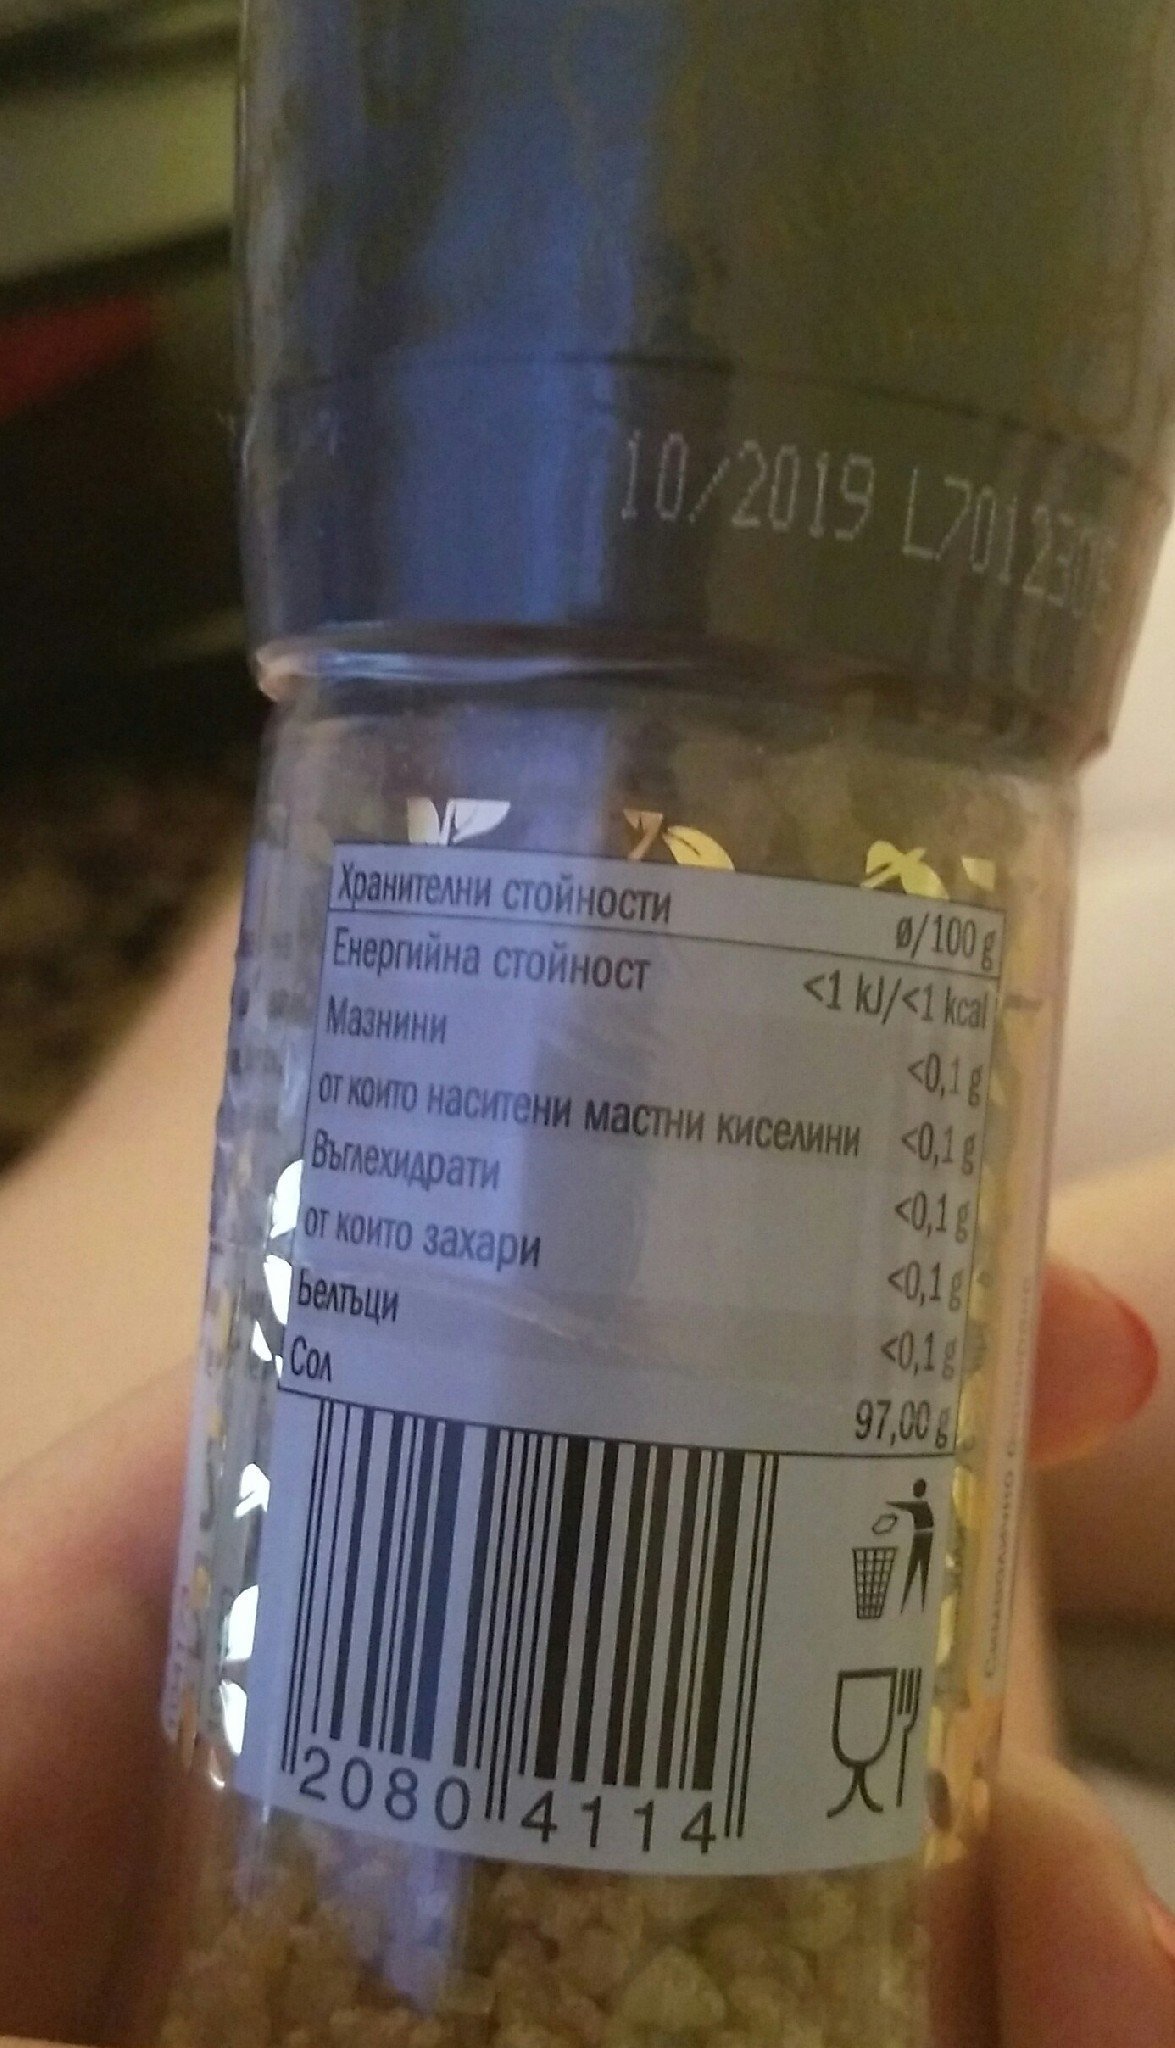 10/2019 L701230
Хранителни стойности ø/100 g
Енергийна стойност <1 kJ/<1 kcal
Мазнини <0,1 g
от които наситени мастни киселини <0,1 g
Въглехидрати <0,1 g
от които захари <0,1 g
Белтъци <0,1 g
Сол 97,00 g
2080 4114